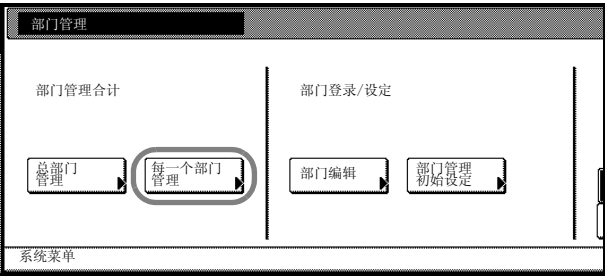 部门管理
部门管理合计
部门登录/设定
总部门
管理
每一个部门
管理
部门编辑
部门管理
初始设定
系统菜单